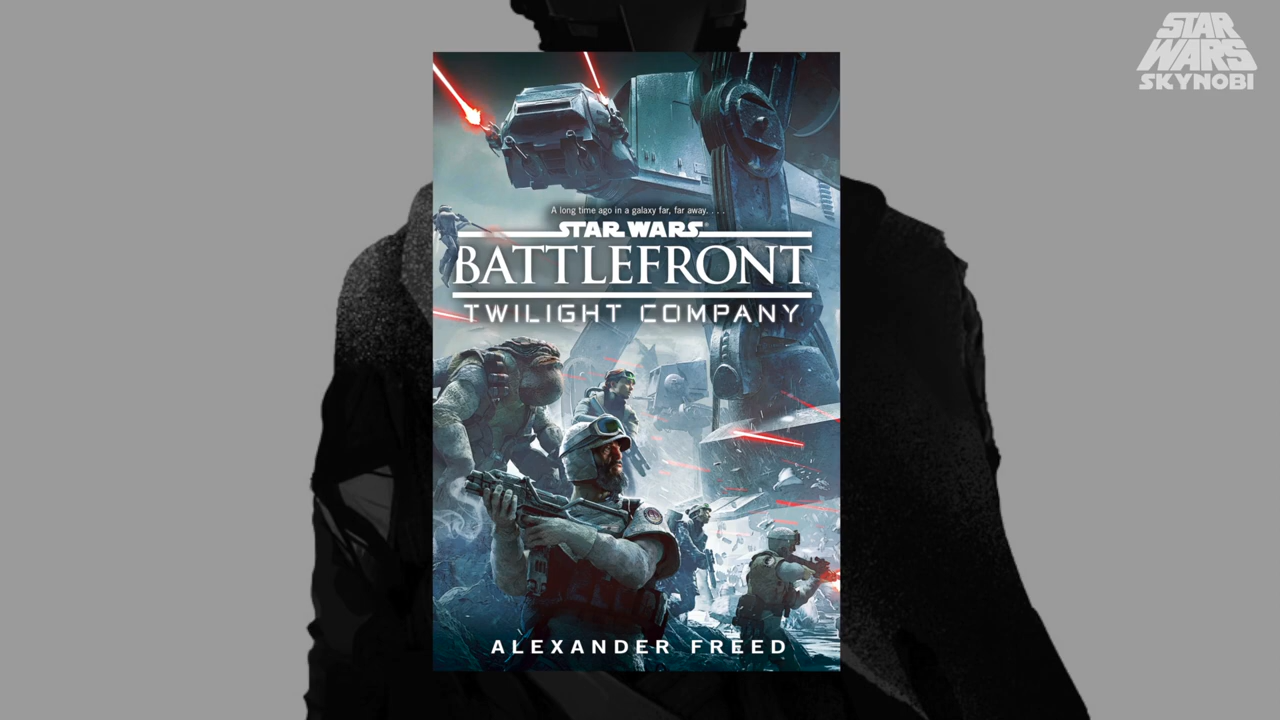 STAR
WARS
SKYNOBI
A long time ago in a galaxy far, far away. . . .
STAR WARS
BATTLEFRONT
TWILIGHT COMPANY
ALEXANDER FREED